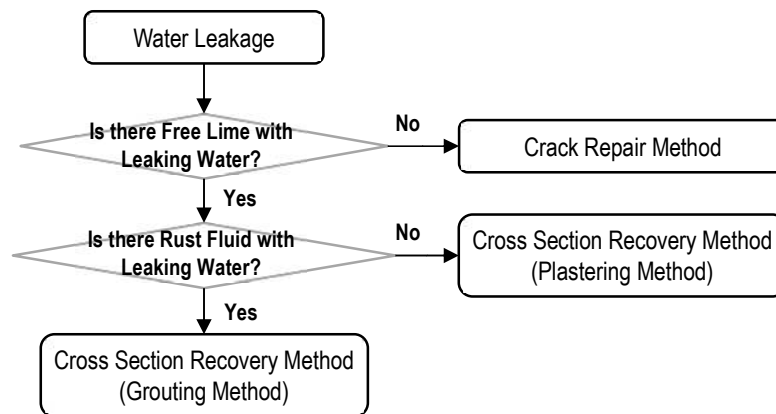 Water Leakage
Is there Free Lime with
Leaking Water?
No
Crack Repair Method
Yes
Is there Rust Fluid with
Leaking Water?
No
Cross Section Recovery Method
(Plastering Method)
Yes
Cross Section Recovery Method
(Grouting Method)